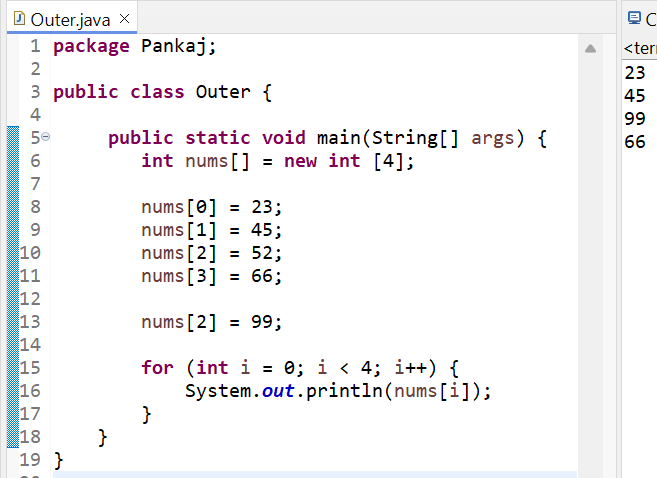 Outer.java
1 package Pankaj;
2
3 public class Outer {
4
5     public static void main(String[] args) {
6        int nums[] = new int [4];
7
8        nums[0] = 23;
9        nums[1] = 45;
10        nums[2] = 52;
11        nums[3] = 66;
12
13        nums[2] = 99;
14
15        for (int i = 0; i < 4; i++) {
16            System.out.println(nums[i]);
17        }
18    }
19 }
23
45
99
66